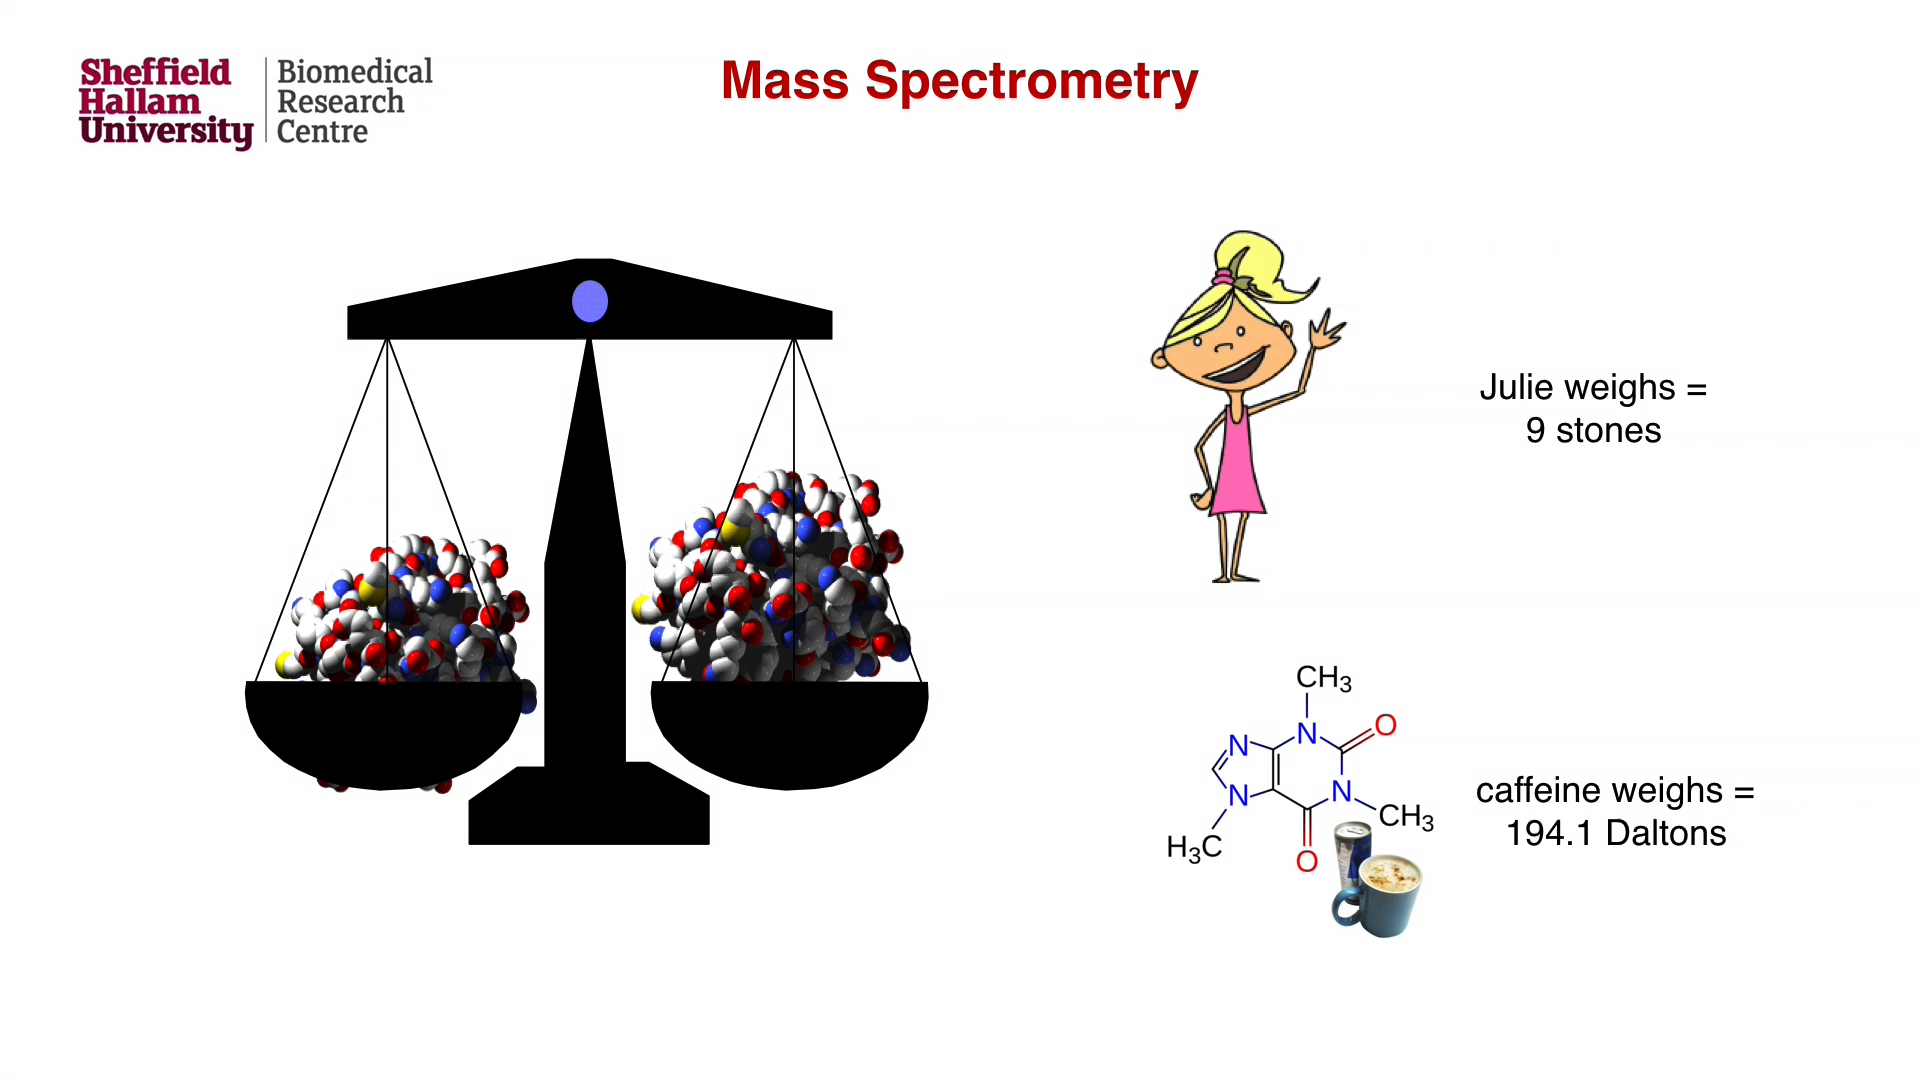 Sheffield
Hallam
University
Biomedical
Research
Centre
Mass Spectrometry
Julie weighs =
9 stones
CH₃
N
O
N
N
N
CH₃
H₃C
O
caffeine weighs =
194.1 Daltons